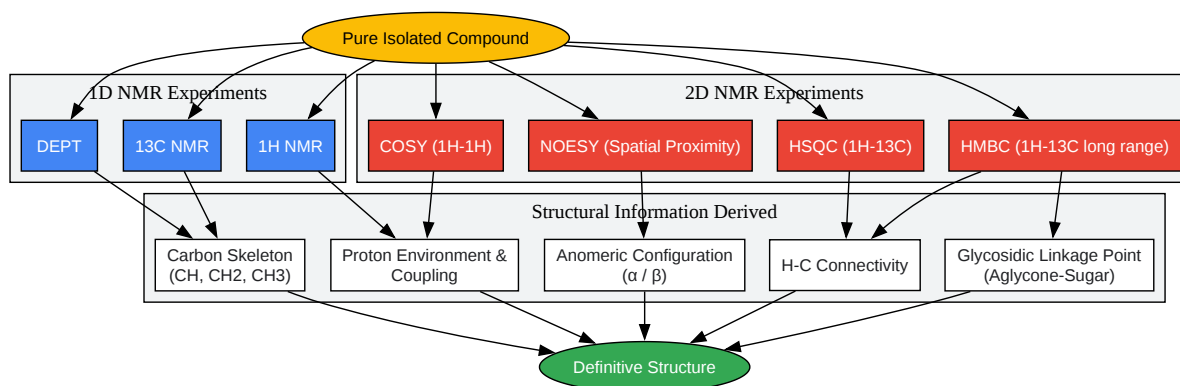 Pure Isolated Compound
1D NMR Experiments
2D NMR Experiments
DEPT
13C NMR
1H NMR
COSY (1H-1H)
NOESY (Spatial Proximity)
HSQC (1H-13C)
HMBC (1H-13C long range)
Structural Information Derived
Carbon Skeleton
(CH, CH2, CH3)
Proton Environment &
Coupling
Anomeric Configuration
(α / β)
H-C Connectivity
Glycosidic Linkage Point
(Aglycone-Sugar)
Definitive Structure